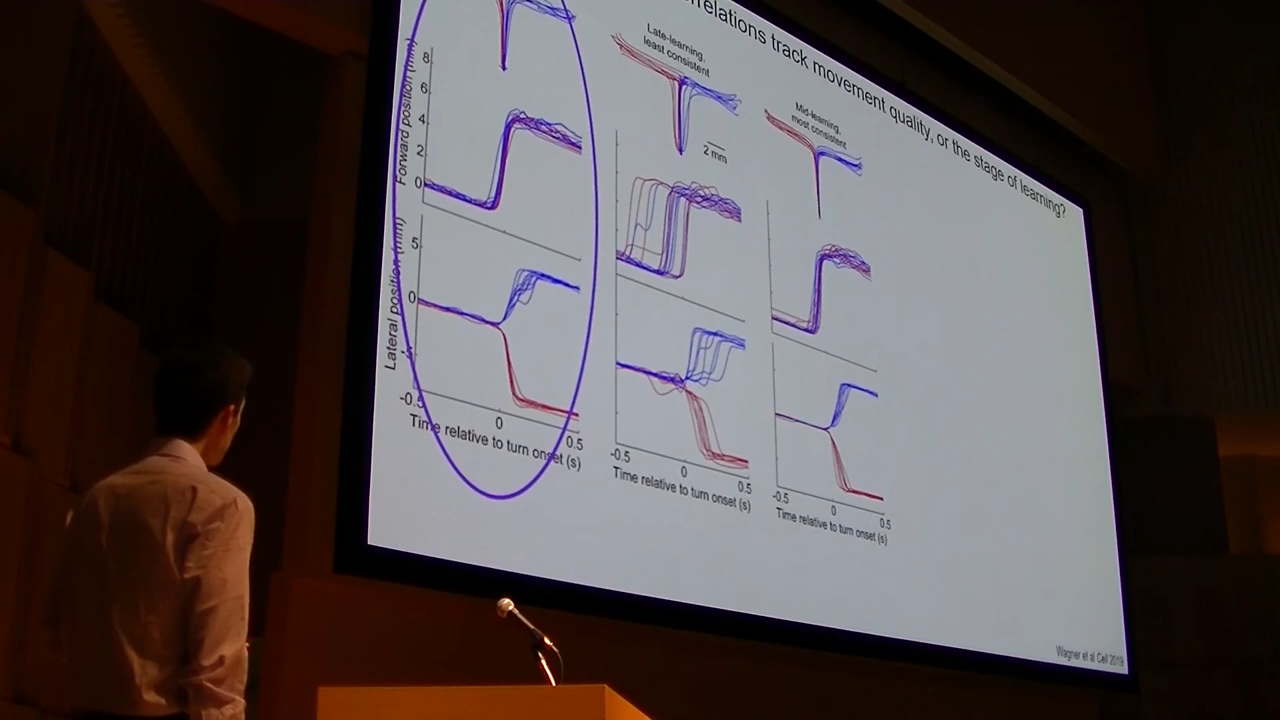 relations track movement quality, or the stage of learning?
Forward position (mm)
8
6
4
2
0
Lateral position (mm)
5
0
-0.5
0
0.5
Time relative to turn onset (s)
Late-learning,
least consistent
2 mm
-0.5
0
0.5
Time relative to turn onset (s)
Mid-learning,
most consistent
-0.5
0
0.5
Time relative to turn onset (s)
Wagner et al Cell 2019